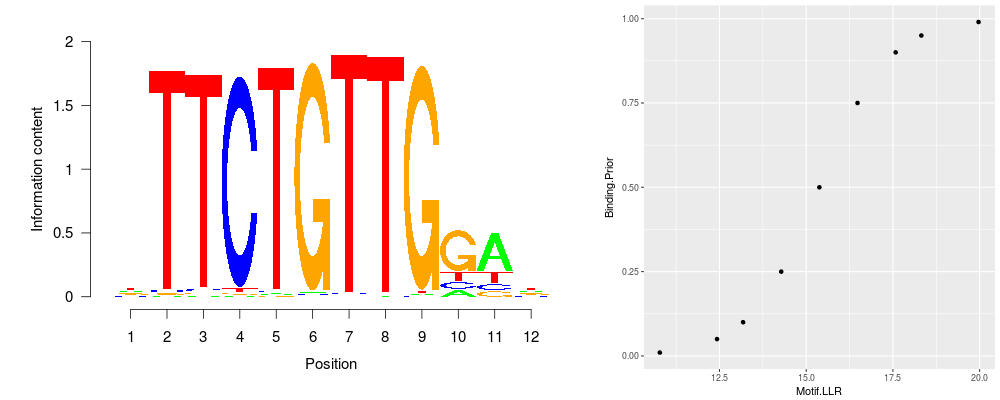 2
1.5
1
0.5
0
Information content
TTCTGTTGGA
T T
1 2 3 4 5 6 7 8 9 10 11 12
Position
1.00
0.75
0.50
0.25
0.00
Binding.Prior
12.5 15.0 17.5 20.0
Motif.LLR